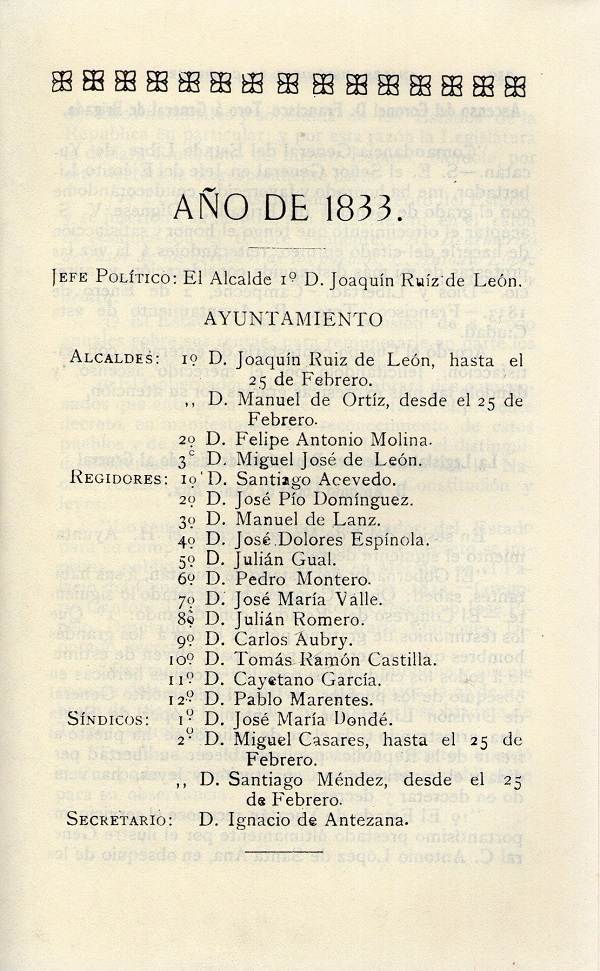 AÑO DE 1833.
JEFE POLÍTICO: El Alcalde 1º D. Joaquín Ruíz de León.
AYUNTAMIENTO
ALCALDES: 1º D. Joaquín Ruiz de León, hasta el
25 de Febrero.
,, D. Manuel de Ortíz, desde el 25 de
Febrero.
2º D. Felipe Antonio Molina.
3º D. Miguel José de León.
REGIDORES: 1º D. Santiago Acevedo.
2º D. José Pío Domínguez.
3º D. Manuel de Lanz.
4º D. José Dolores Espínola.
5º D. Julián Gual.
6º D. Pedro Montero.
7º D. José María Valle.
8º D. Julián Romero.
9º D. Carlos Aubry.
10º D. Tomás Ramón Castilla.
11º D. Cayetano García.
12º D. Pablo Marentes.
SÍNDICOS: 1º D. José María Dondé.
2º D. Miguel Casares, hasta el 25 de
Febrero.
,, D. Santiago Méndez, desde el 25
de Febrero.
SECRETARIO: D. Ignacio de Antezana.